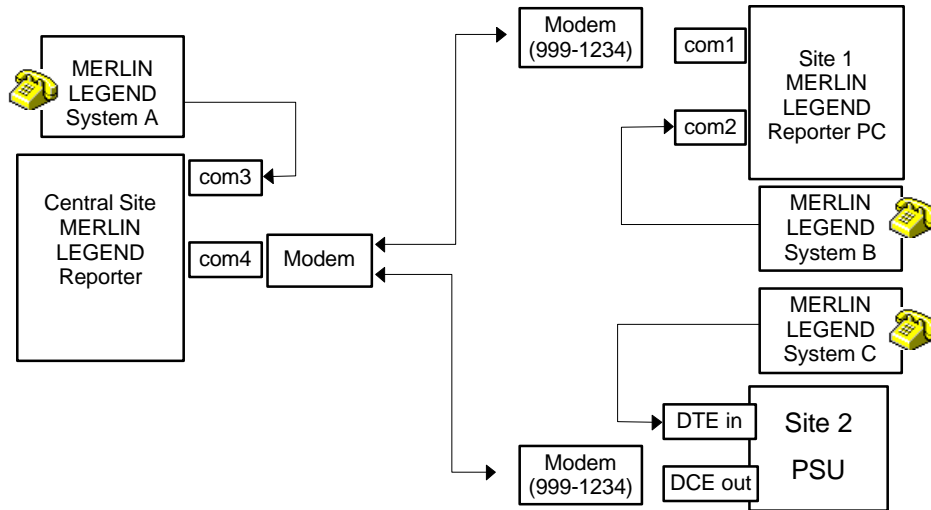 MERLIN
LEGEND
System A
Central Site
MERLIN
LEGEND
Reporter
com3
com4
Modem
Modem
(999-1234)
com1
com2
Site 1
MERLIN
LEGEND
Reporter PC
MERLIN
LEGEND
System B
MERLIN
LEGEND
System C
DTE in
DCE out
Site 2
PSU
Modem
(999-1234)